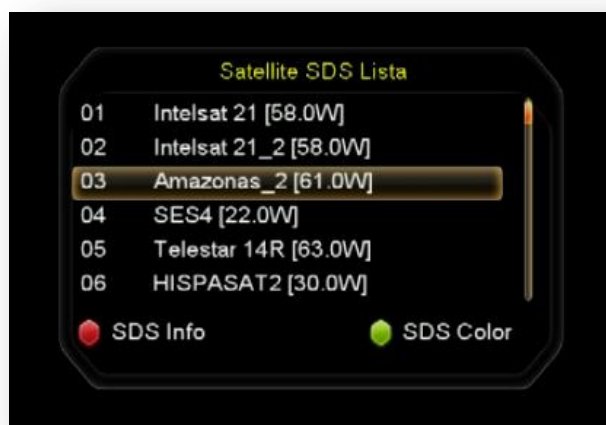 Satellite SDS Lista
01 Intelsat 21 [58.0W]
02 Intelsat 21_2 [58.0W]
03 Amazonas_2 [61.0W]
04 SES4 [22.0W]
05 Telestar 14R [63.0W]
06 HISPASAT2 [30.0W]
SDS Info SDS Color